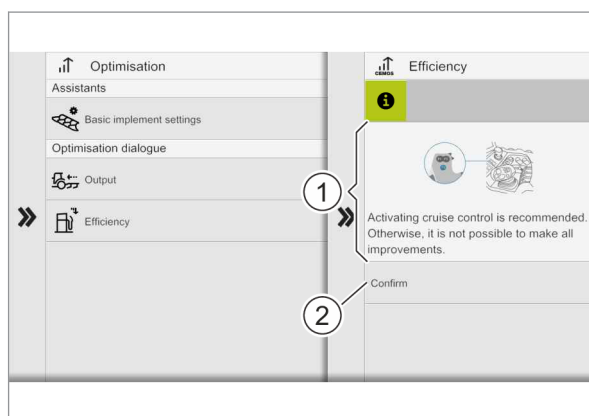 Optimisation
Assistants
Basic implement settings
Optimisation dialogue
Output
Efficiency
CEMOS
Efficiency
1
Activating cruise control is recommended.
Otherwise, it is not possible to make all
improvements.
Confirm
2